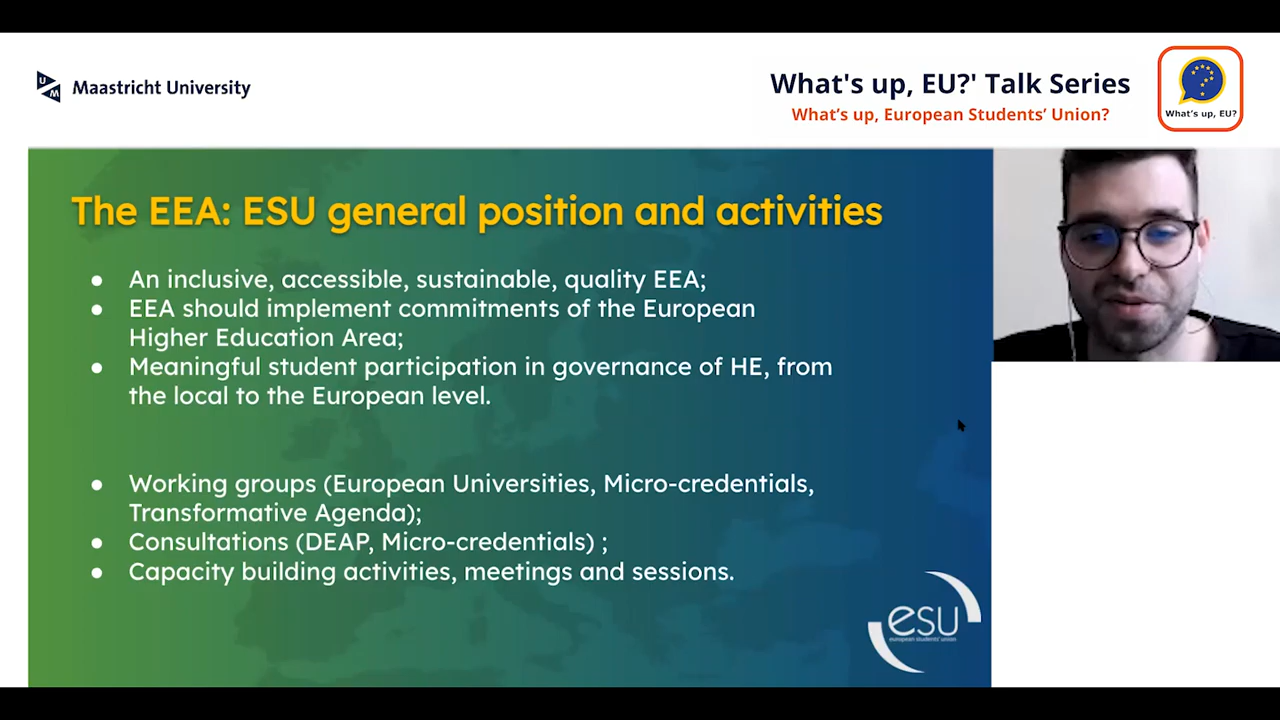 UM
Maastricht University
What's up, EU?' Talk Series
What's up, European Students' Union?
What's up, EU?
The EEA: ESU general position and activities
● An inclusive, accessible, sustainable, quality EEA;
● EEA should implement commitments of the European
Higher Education Area;
● Meaningful student participation in governance of HE, from
the local to the European level.
● Working groups (European Universities, Micro-credentials,
Transformative Agenda);
● Consultations (DEAP, Micro-credentials) ;
● Capacity building activities, meetings and sessions.
esu
european students' union